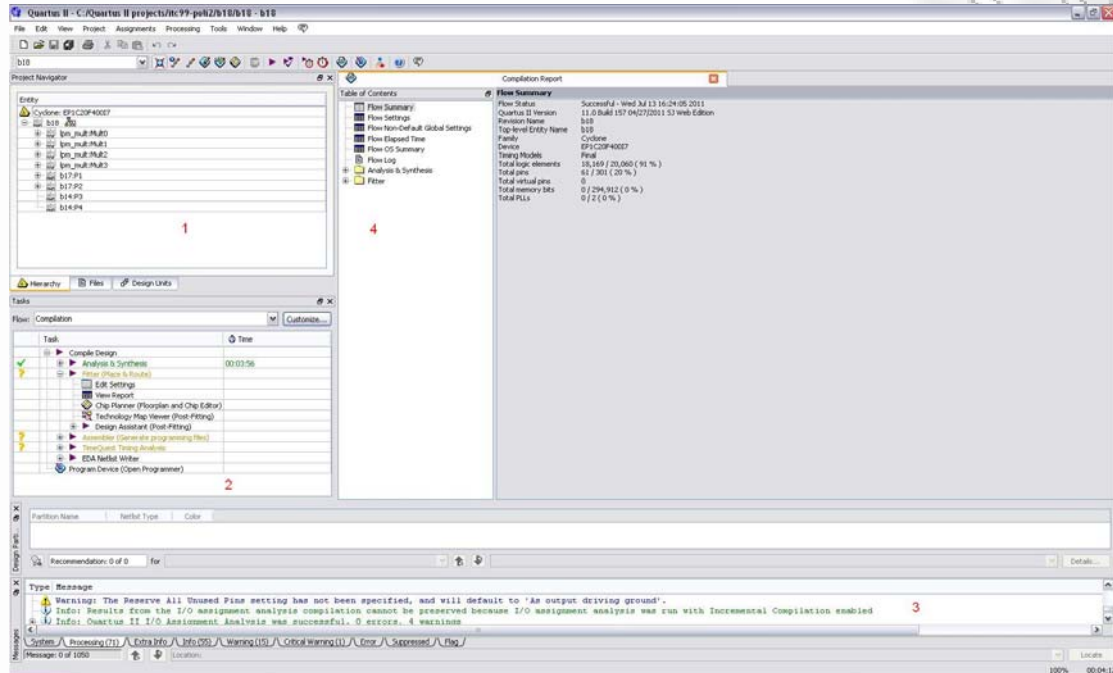 Quartus II - C:/Quartus II projects/itc99-poli2/b18/b18 - b18
File Edit View Project Assignments Processing Tools Window Help
b18
Project Navigator
Entity
Cyclone: EP1C20F400I7
b18
lpm_mult:Mult0
lpm_mult:Mult1
lpm_mult:Mult2
lpm_mult:Mult3
b17:P1
b17:P2
b14:P3
b14:P4
1
Hierarchy Files Design Units
Tasks
Flow: Compilation Customize...
Task Time
Compile Design
Analysis & Synthesis 00:03:56
Fitter (Place & Route)
Edit Settings
View Report
Chip Planner (Floorplan and Chip Editor)
Technology Map Viewer (Post-Fitting)
Design Assistant (Post-Fitting)
Assembler (Generate programming files)
TimeQuest Timing Analysis
EDA Netlist Writer
Program Device (Open Programmer)
2
Compilation Report
Table of Contents
Flow Summary
Flow Settings
Flow Non-Default Global Settings
Flow Elapsed Time
Flow OS Summary
Flow Log
Analysis & Synthesis
Fitter
4
Flow Summary
Flow Status Successful - Wed Jul 13 16:24:05 2011
Quartus II Version 11.0 Build 157 04/27/2011 SJ Web Edition
Revision Name b18
Top-level Entity Name b18
Family Cyclone
Device EP1C20F400I7
Timing Models Final
Total logic elements 18,169 / 20,060 ( 91 % )
Total pins 61 / 301 ( 20 % )
Total virtual pins 0
Total memory bits 0 / 294,912 ( 0 % )
Total PLLs 0 / 2 ( 0 % )
Design Parti...
Partition Name Netlist Type Color
Recommendation: 0 of 0 for Details...
Messages
Type Message
Warning: The Reserve All Unused Pins setting has not been specified, and will default to 'As output driving ground'.
Info: Results from the I/O assignment analysis compilation cannot be preserved because I/O assignment analysis was run with Incremental Compilation enabled
Info: Quartus II I/O Assignment Analysis was successful. 0 errors, 4 warnings
3
System Processing (71) Extra Info Info (55) Warning (15) Critical Warning (1) Error Suppressed Flag
Message: 0 of 1050 Location: Locate
100%